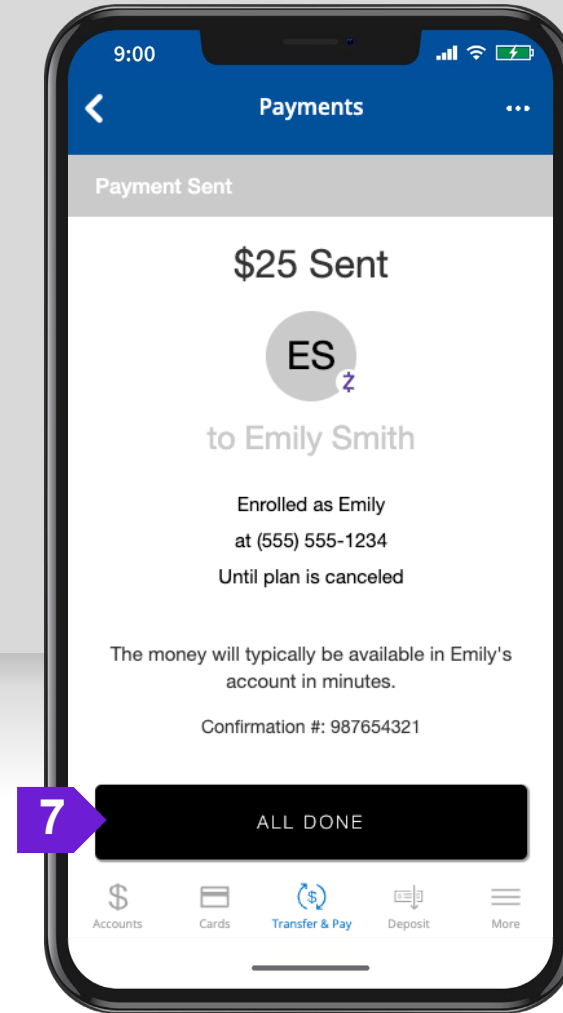 9:00
Payments
Payment Sent
$25 Sent
ES
to Emily Smith
Enrolled as Emily
at (555) 555-1234
Until plan is canceled
The money will typically be available in Emily's
account in minutes.
Confirmation #: 987654321
7
ALL DONE
Accounts Cards Transfer & Pay Deposit More